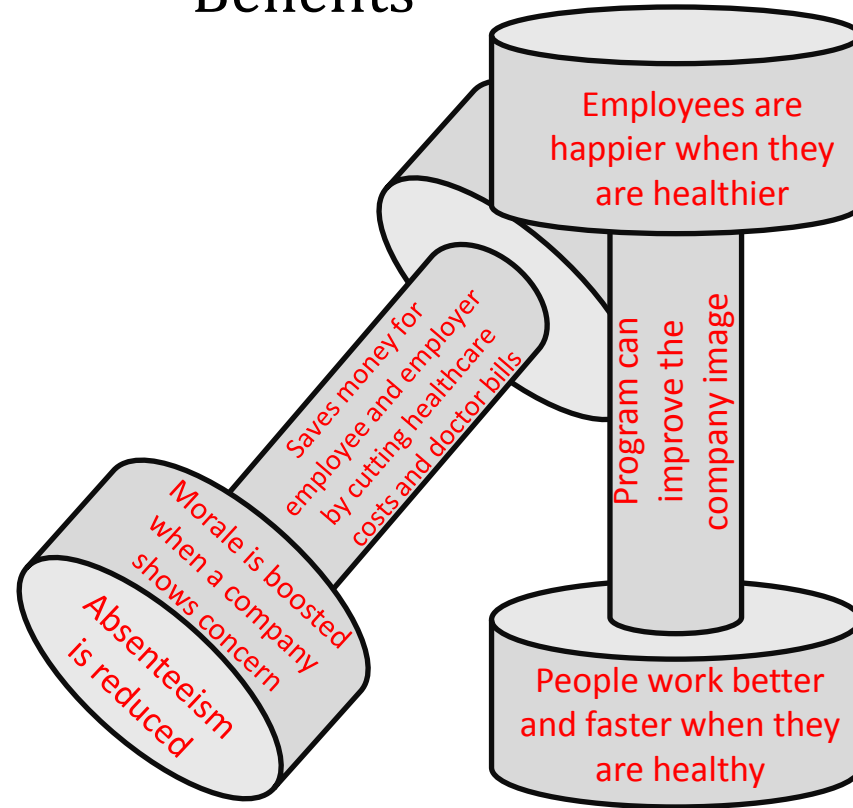 Benefits
Employees are
happier when they
are healthier
Program can
improve the
company image
People work better
and faster when they
are healthy
Saves money for
employee and employer
by cutting healthcare
costs and doctor bills
Morale is boosted
when a company
shows concern
Absenteeism
is reduced